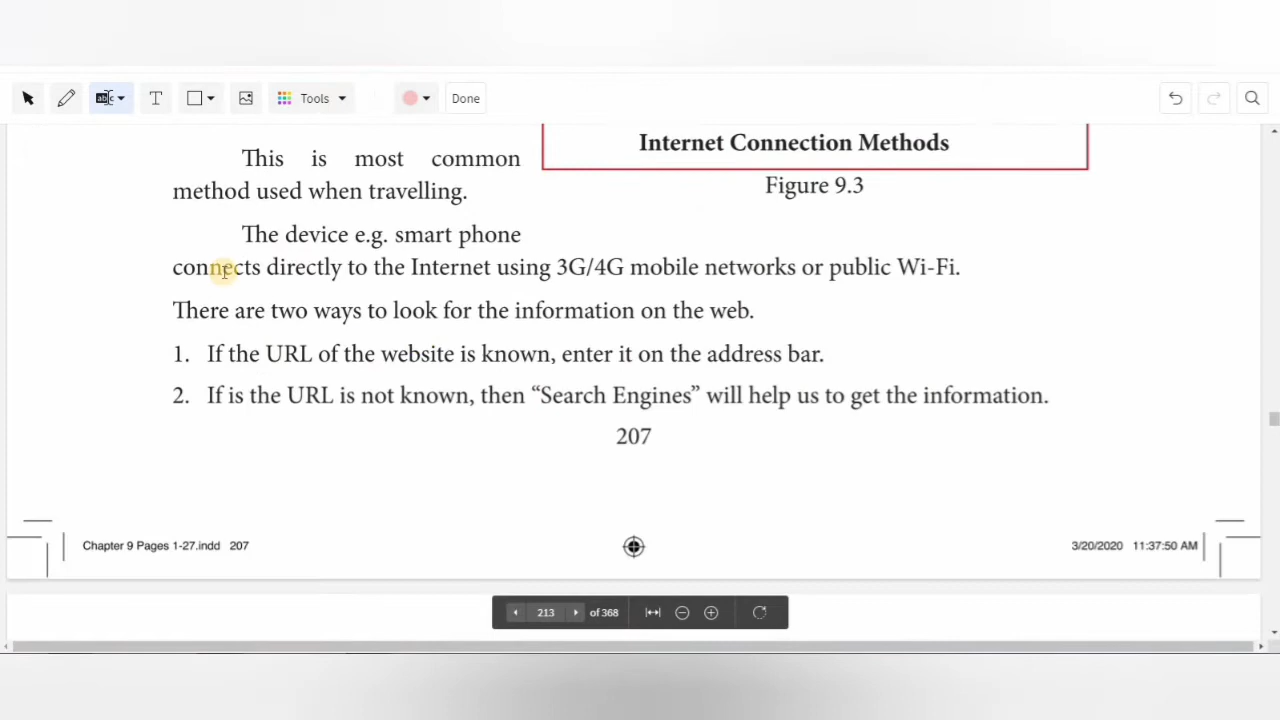 Tools
Done
Internet Connection Methods
Figure 9.3
This is most common
method used when travelling.
The device e.g. smart phone
connects directly to the Internet using 3G/4G mobile networks or public Wi-Fi.
There are two ways to look for the information on the web.
1. If the URL of the website is known, enter it on the address bar.
2. If is the URL is not known, then “Search Engines” will help us to get the information.
207
Chapter 9 Pages 1-27.indd 207
3/20/2020 11:37:50 AM
213 of 368